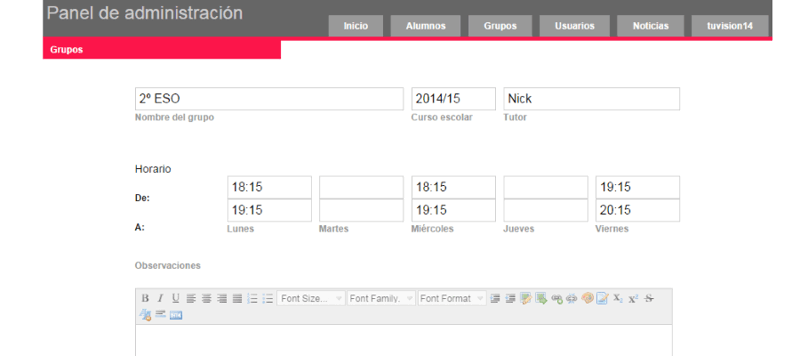 Panel de administración
Inicio Alumnos Grupos Usuarios Noticias tuvision14
Grupos
2º ESO 2014/15 Nick
Nombre del grupo Curso escolar Tutor
Horario
De: 18:15 18:15 19:15
A: 19:15 19:15 20:15
Lunes Martes Miércoles Jueves Viernes
Observaciones
B I U Font Size... Font Family. Font Format X₂ X² S